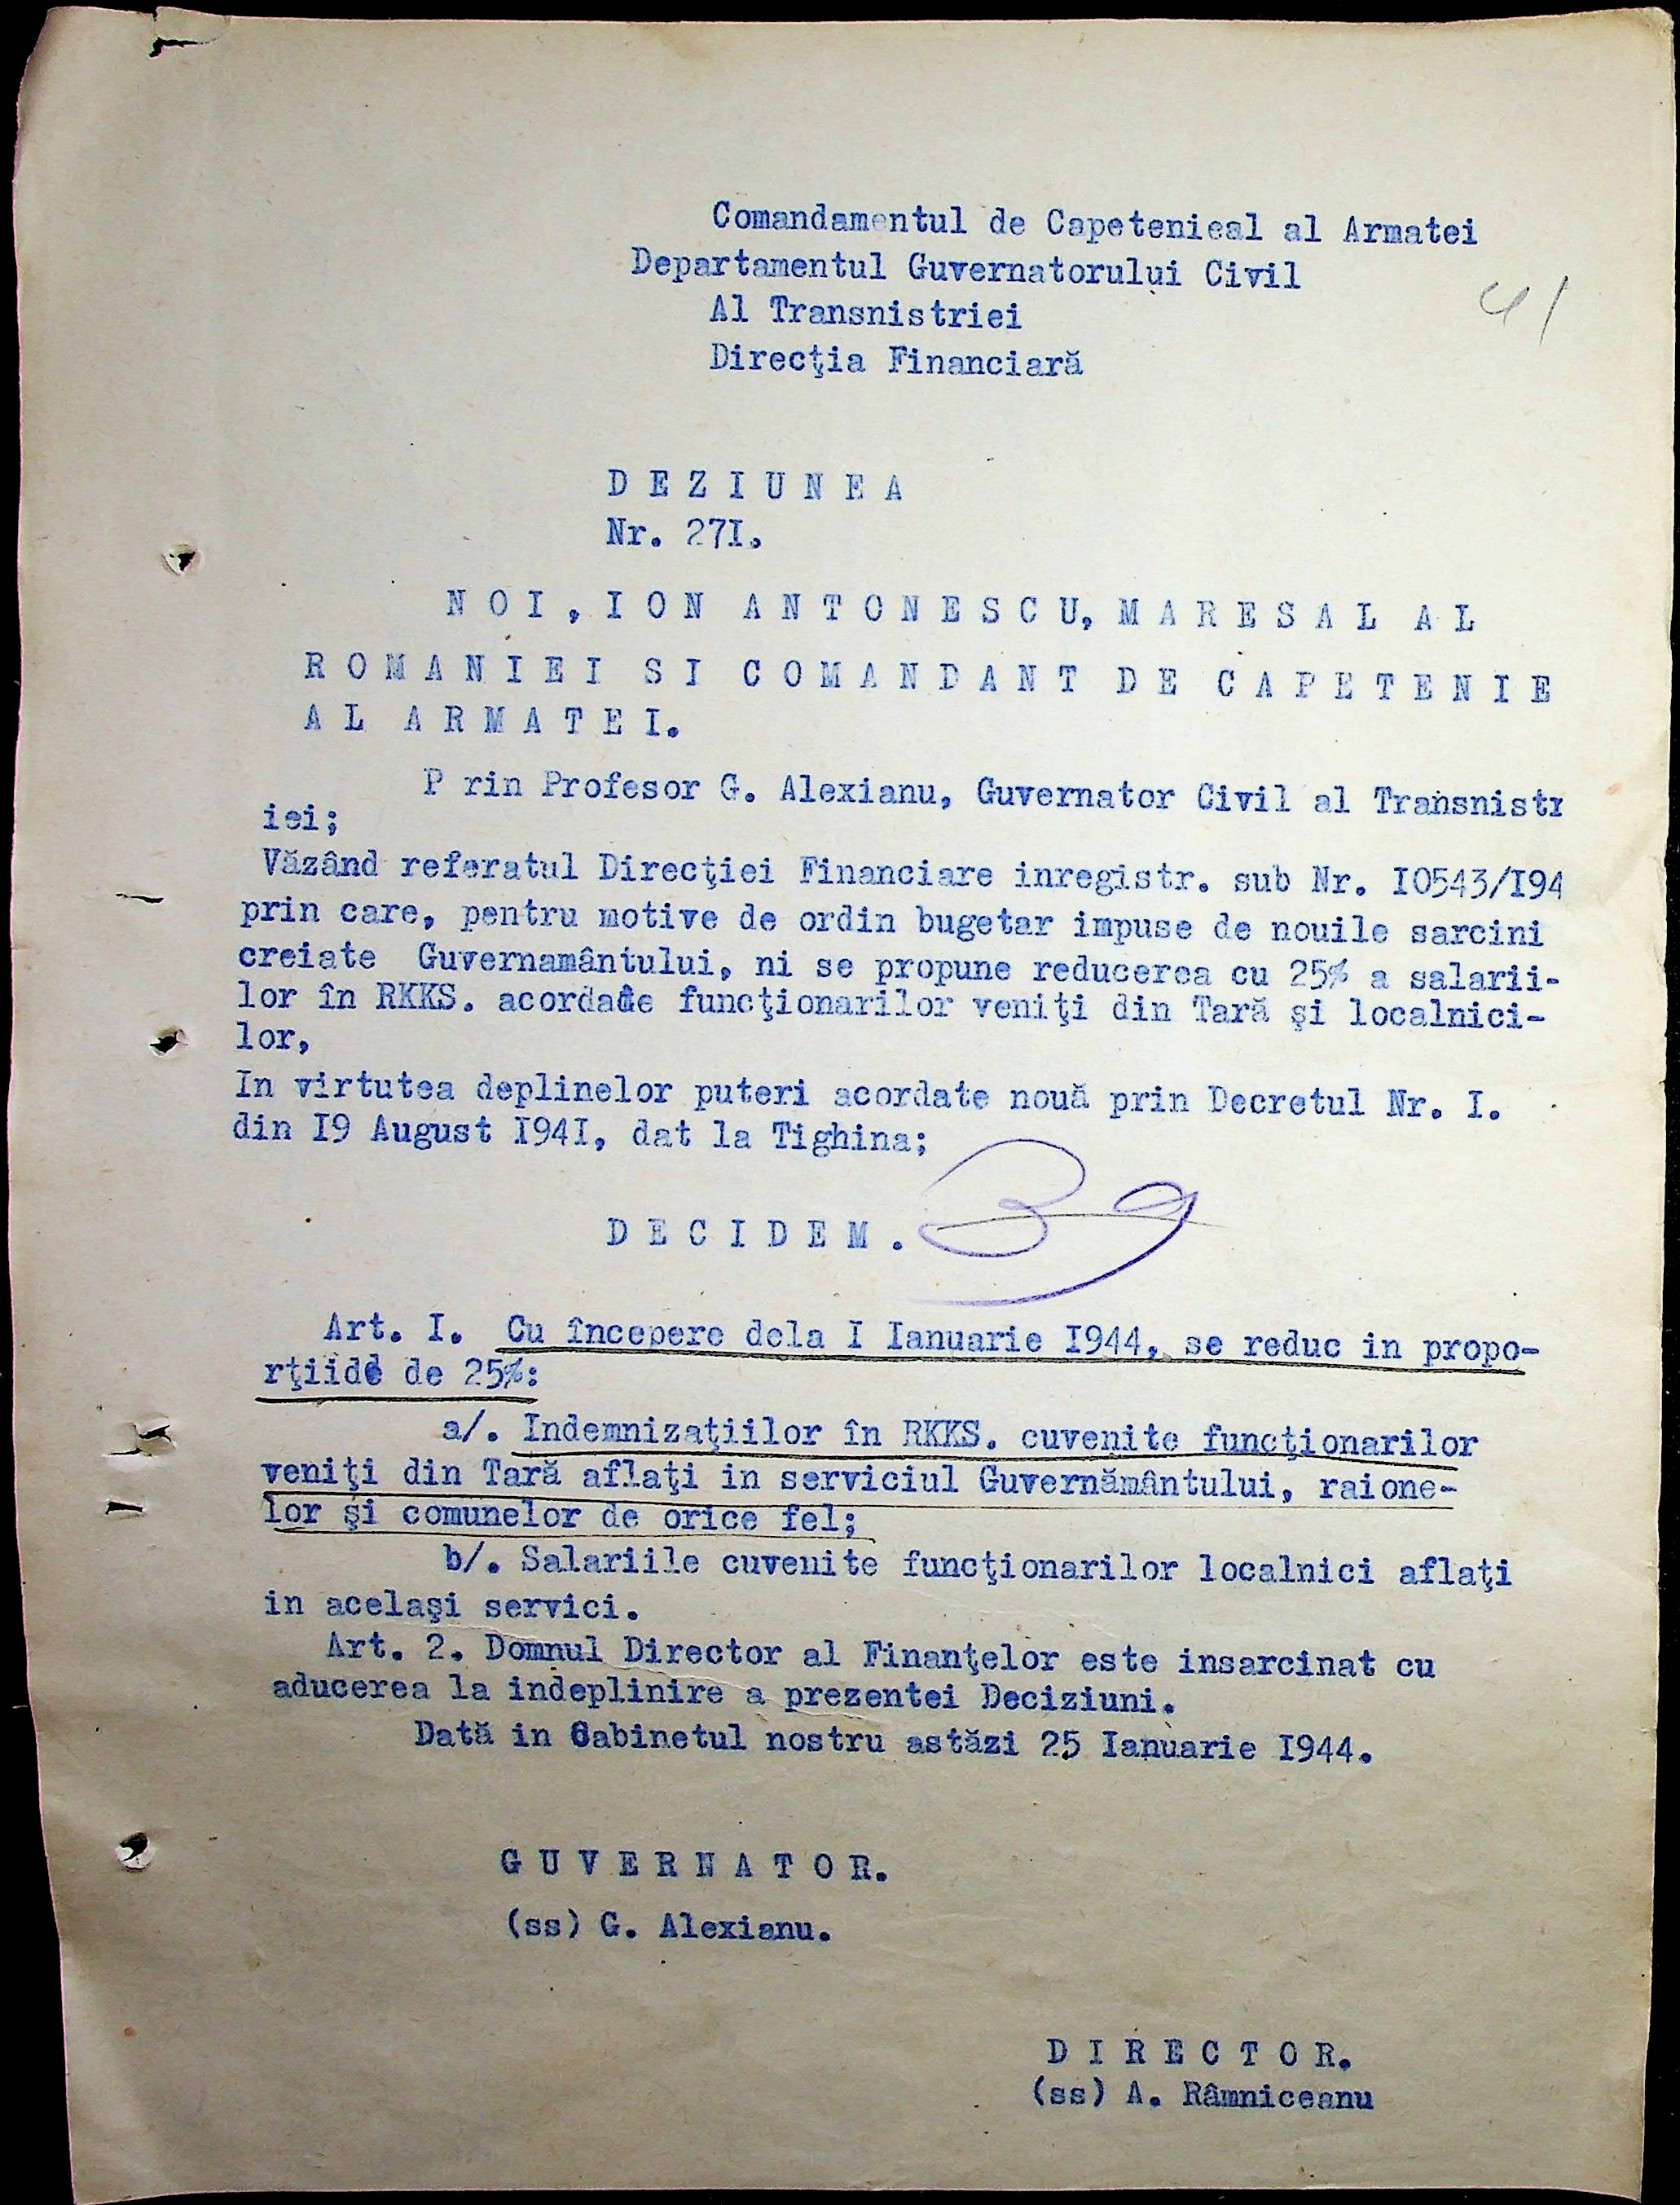 Comandamentul de Capetenieal al Armatei
Departamentul Guvernatorului Civil
Al Transnistriei
41
Direcţia Financiară
D E Z I U N E A
Nr. 27I.
N O I , I O N A N T O N E S C U, M A R E S A L A L
R O M A N I E I S I C O M A N D A N T D E C A P E T E N I E
A L A R M A T E I.
P rin Profesor G. Alexianu, Guvernator Civil al Transnistr
iei;
Văzând referatul Direcţiei Financiare inregistr. sub Nr. I0543/I94
prin care, pentru motive de ordin bugetar impuse de nouile sarcini
creiate Guvernamântului, ni se propune reducerea cu 25% a salarii-
lor în RKKS. acordate funcţionarilor veniţi din Tară şi localnici-
lor,
In virtutea deplinelor puteri acordate nouă prin Decretul Nr. I.
din I9 August I94I, dat la Tighina;
D E C I D E M .
Art. I. Cu începere dela I Ianuarie I944, se reduc in propo-
rţiide de 25%:
a/. Indemnizaţiilor în RKKS. cuvenite funcţionarilor
veniţi din Tară aflaţi in serviciul Guvernământului, raione-
lor şi comunelor de orice fel;
b/. Salariile cuvenite funcţionarilor localnici aflaţi
in acelaşi servici.
Art. 2. Domnul Director al Finanţelor este insarcinat cu
aducerea la indeplinire a prezentei Deciziuni.
Dată in Gabinetul nostru astăzi 25 Ianuarie I944.
G U V E R N A T O R.
(ss) G. Alexianu.
D I R E C T O R.
(ss) A. Râmniceanu